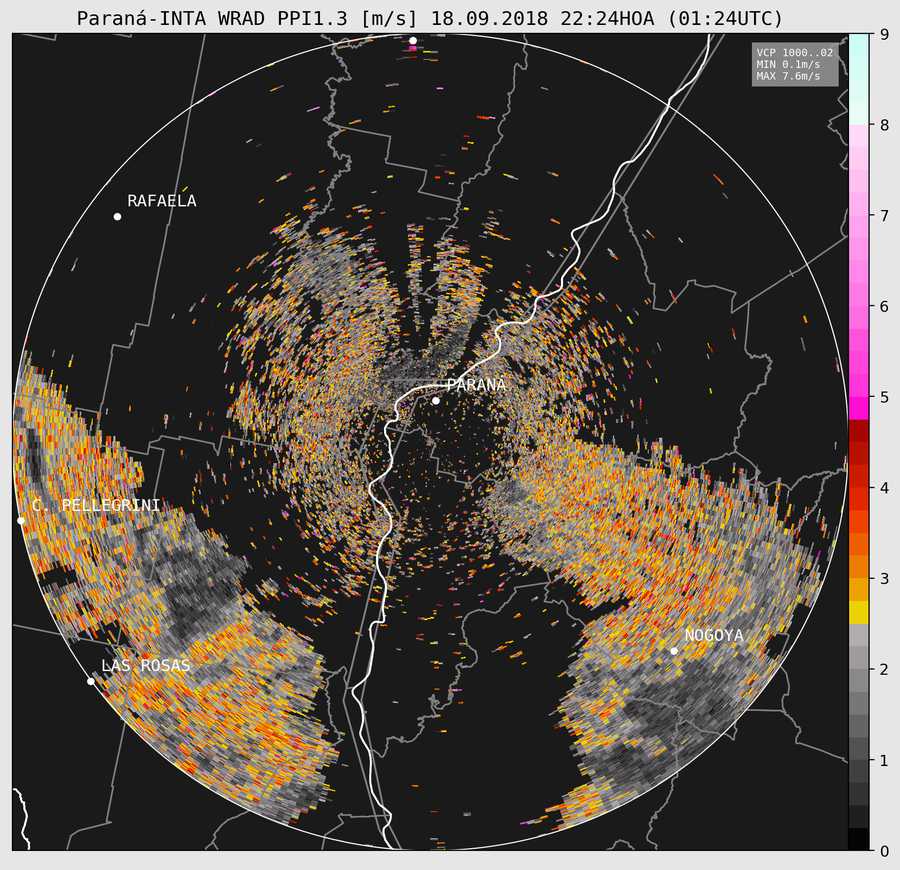 Paraná-INTA WRAD PPI1.3 [m/s] 18.09.2018 22:24HOA (01:24UTC)
VCP 1000..02
MIN 0.1m/s
MAX 7.6m/s
9
8
7
6
5
4
3
2
1
0
RAFAELA
PARANÁ
C. PELLEGRINI
NOGOYA
LAS ROSAS